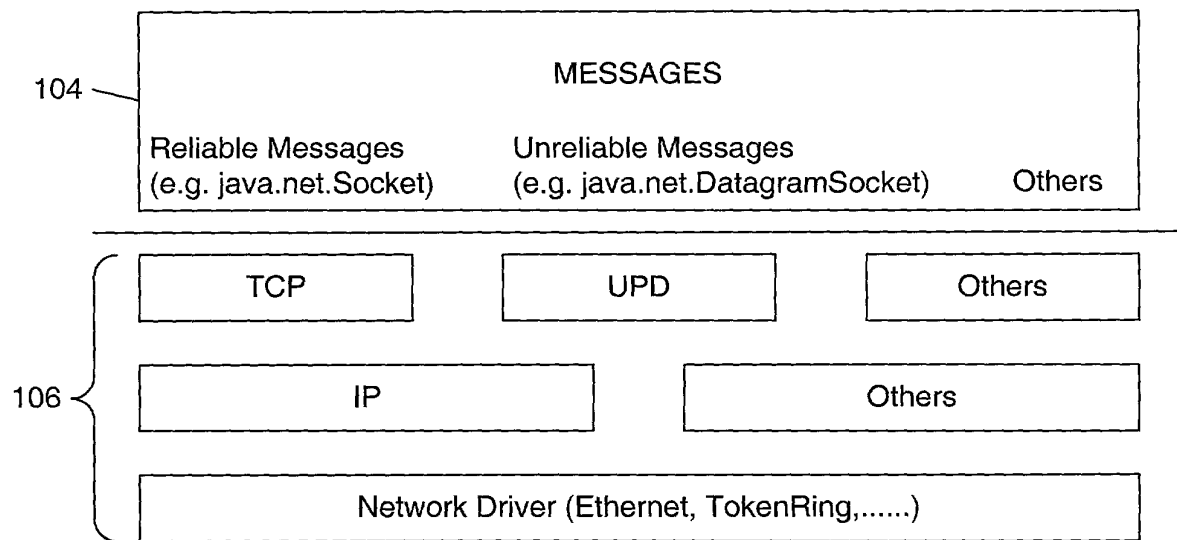 104
MESSAGES
Reliable Messages
(e.g. java.net.Socket)
Unreliable Messages
(e.g. java.net.DatagramSocket)
Others
106
TCP
UPD
Others
IP
Others
Network Driver (Ethernet, TokenRing,......)